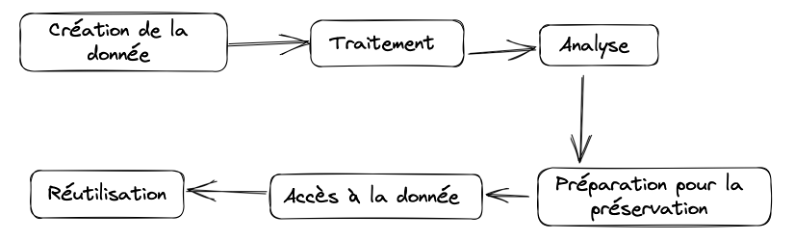 Création de la
donnée
Traitement
Analyse
Préparation pour la
préservation
Accès à la donnée
Réutilisation